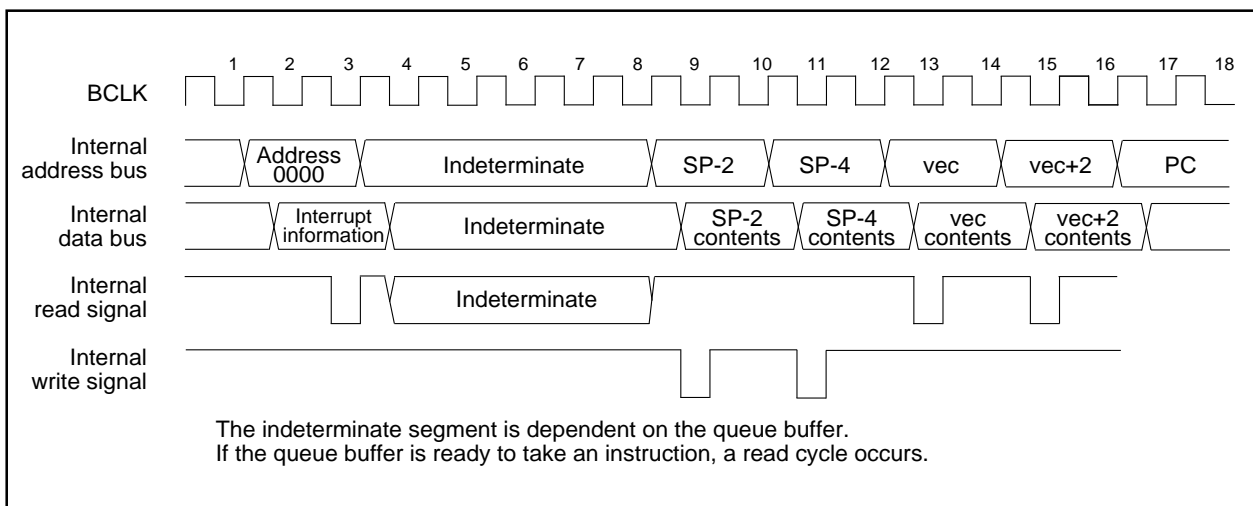 1 2 3 4 5 6 7 8 9 10 11 12 13 14 15 16 17 18
BCLK
Internal
address bus
Address
0000
Indeterminate
SP-2
SP-4
vec
vec+2
PC
Internal
data bus
Interrupt
information
Indeterminate
SP-2
contents
SP-4
contents
vec
contents
vec+2
contents
Internal
read signal
Indeterminate
Internal
write signal
The indeterminate segment is dependent on the queue buffer.
If the queue buffer is ready to take an instruction, a read cycle occurs.